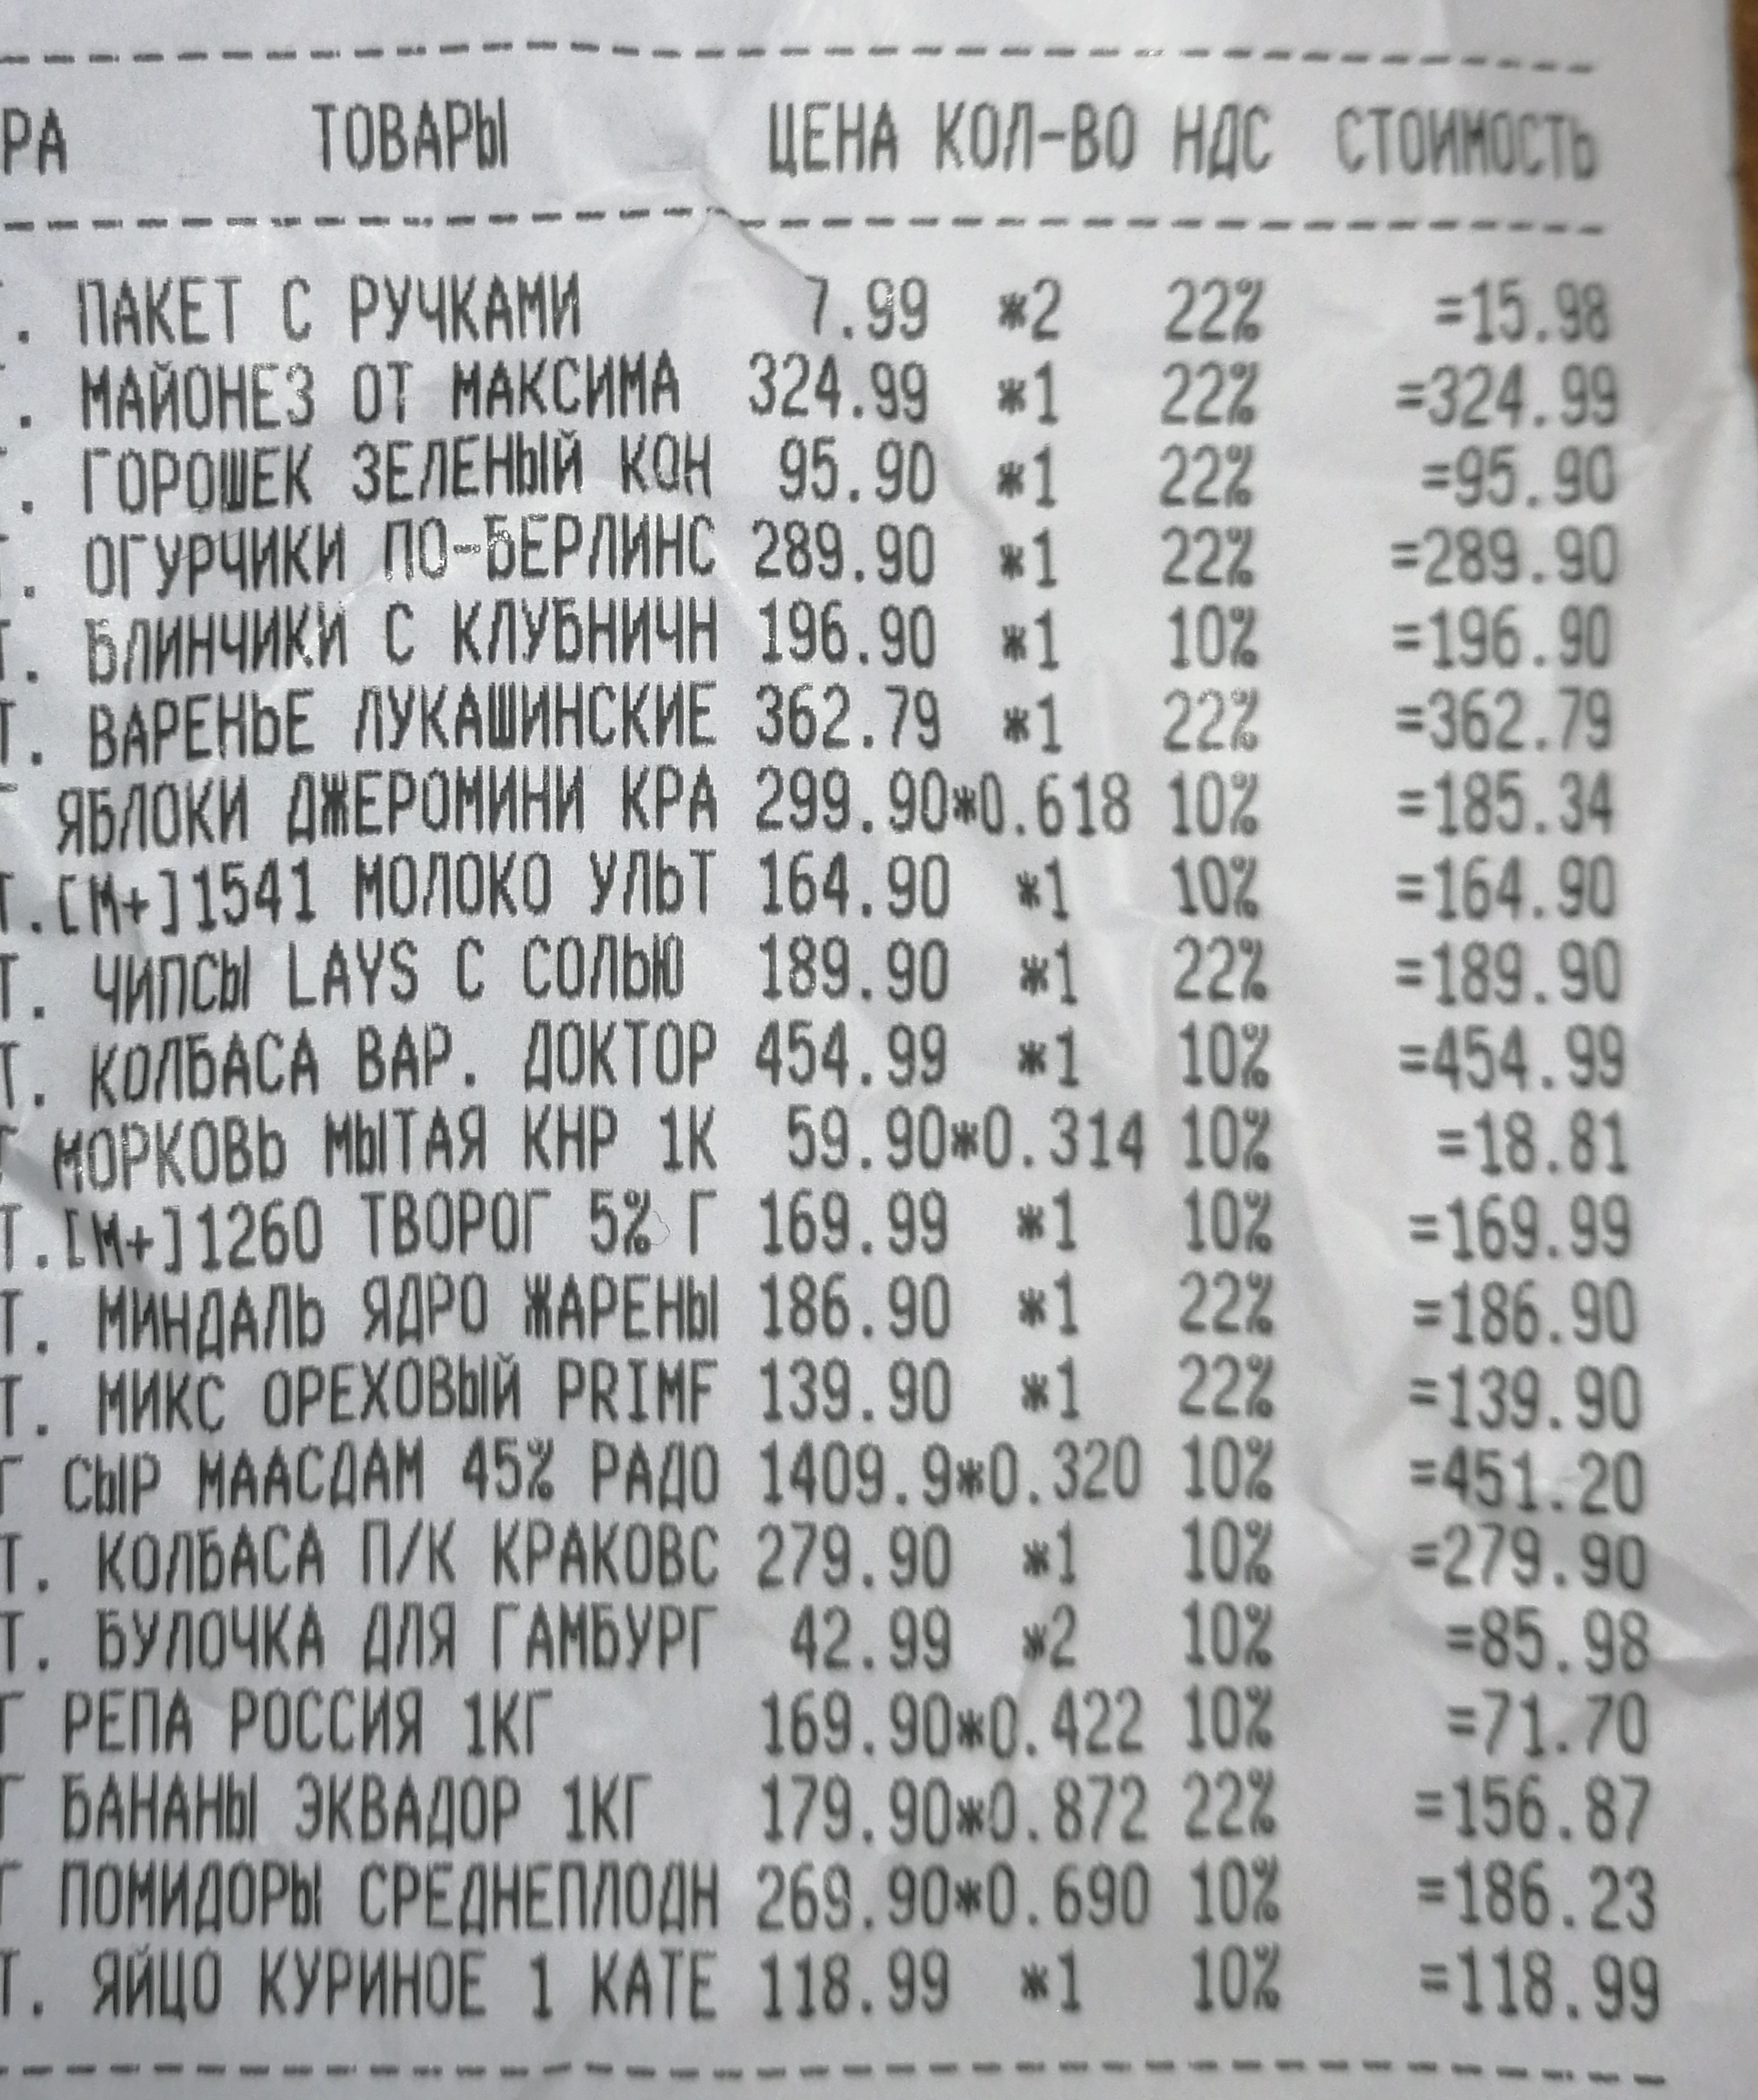 РА ТОВАРЫ ЦЕНА КОЛ-ВО НДС СТОИМОСТЬ
Т. ПАКЕТ С РУЧКАМИ 7.99 *2 22% =15.98
Т. МАЙОНЕЗ ОТ МАКСИМА 324.99 *1 22% =324.99
Т. ГОРОШЕК ЗЕЛЕНЫЙ КОН 95.90 *1 22% =95.90
Т. ОГУРЧИКИ ПО-БЕРЛИНС 289.90 *1 22% =289.90
Т. БЛИНЧИКИ С КЛУБНИЧН 196.90 *1 10% =196.90
Т. ВАРЕНЬЕ ЛУКАШИНСКИЕ 362.79 *1 22% =362.79
Г ЯБЛОКИ ДЖЕРОМИНИ КРА 299.90*0.618 10% =185.34
Т.[М+]1541 МОЛОКО УЛЬТ 164.90 *1 10% =164.90
Т. ЧИПСЫ LAYS С СОЛЬЮ 189.90 *1 22% =189.90
Т. КОЛБАСА ВАР. ДОКТОР 454.99 *1 10% =454.99
Г МОРКОВЬ МЫТАЯ КНР 1К 59.90*0.314 10% =18.81
Т.[М+]1260 ТВОРОГ 5% Г 169.99 *1 10% =169.99
Т. МИНДАЛЬ ЯДРО ЖАРЕНЫ 186.90 *1 22% =186.90
Т. МИКС ОРЕХОВЫЙ PRIMF 139.90 *1 22% =139.90
Г СЫР МААСДАМ 45% РАДО 1409.9*0.320 10% =451.20
Т. КОЛБАСА П/К КРАКОВС 279.90 *1 10% =279.90
Т. БУЛОЧКА ДЛЯ ГАМБУРГ 42.99 *2 10% =85.98
Г РЕПА РОССИЯ 1КГ 169.90*0.422 10% =71.70
Г БАНАНЫ ЭКВАДОР 1КГ 179.90*0.872 22% =156.87
Г ПОМИДОРЫ СРЕДНЕПЛОДН 269.90*0.690 10% =186.23
Т. ЯЙЦО КУРИНОЕ 1 КАТЕ 118.99 *1 10% =118.99